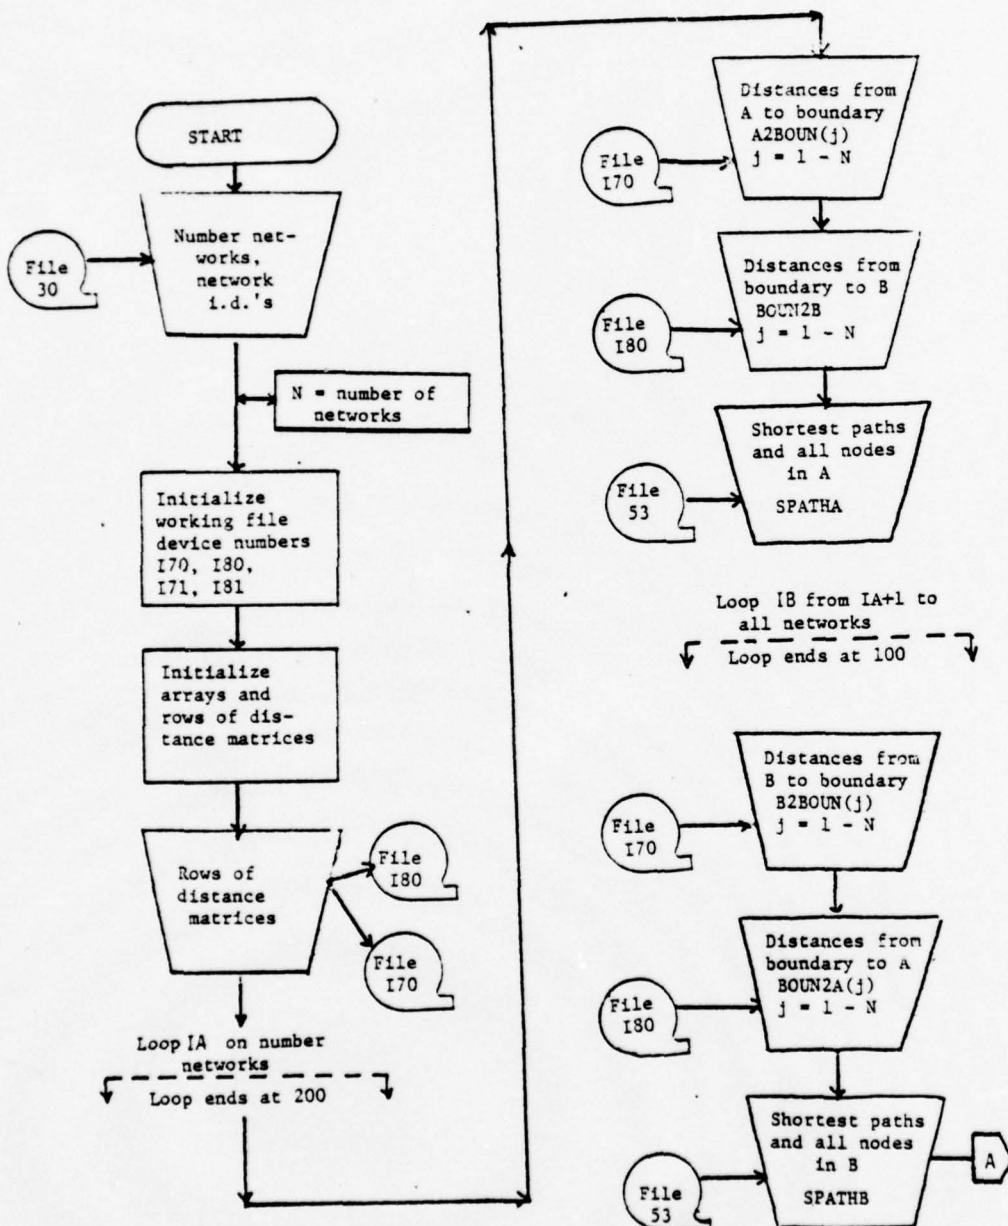 START
File
30
Number net-
works,
network
i.d.'s
N = number of
networks
Initialize
working file
device numbers
I70, I80,
I71, I81
Initialize
arrays and
rows of dis-
tance matrices
Rows of
distance
matrices
File
I80
File
I70
Loop IA on number
networks
Loop ends at 200
Distances from
A to boundary
A2BOUN(j)
j = 1 - N
File
I70
Distances from
boundary to B
BOUN2B
j = 1 - N
File
I80
Shortest paths
and all nodes
in A
SPATHA
File
53
Loop IB from IA+1 to
all networks
Loop ends at 100
Distances from
B to boundary
B2BOUN(j)
j = 1 - N
File
I70
Distances from
boundary to A
BOUN2A(j)
j = 1 - N
File
I80
Shortest paths
and all nodes
in B
SPATHB
File
53
A